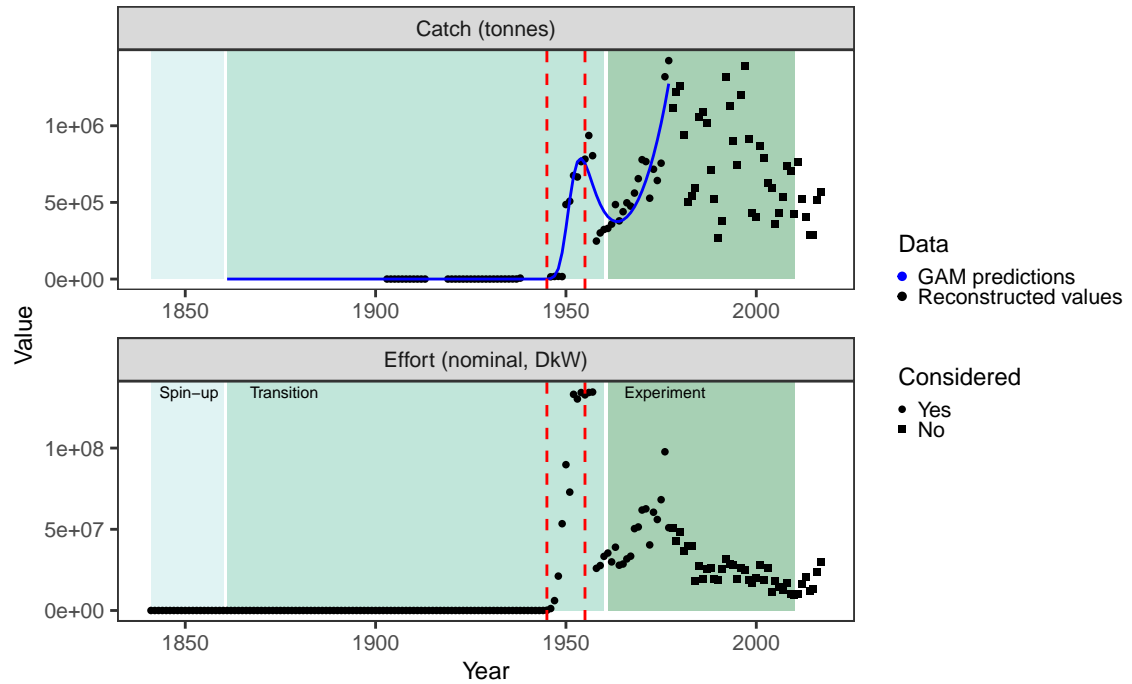 Catch (tonnes)
1e+06
5e+05
0e+00
1850 1900 1950 2000
Effort (nominal, DkW)
Spin−up Transition Experiment
1e+08
5e+07
0e+00
1850 1900 1950 2000
Year
Value
Data
GAM predictions
Reconstructed values
Considered
Yes
No